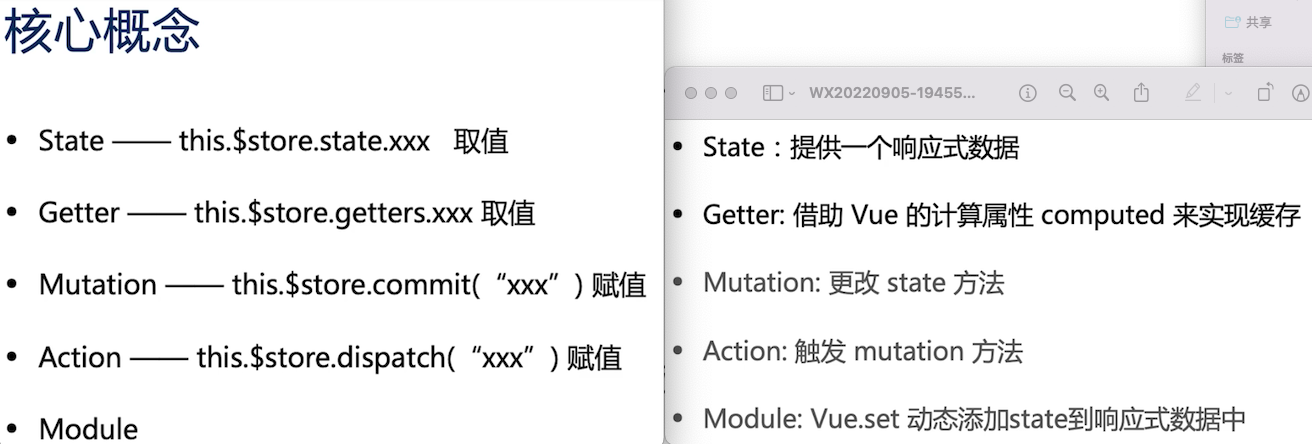 核心概念
• State —— this.$store.state.xxx 取值
• Getter —— this.$store.getters.xxx 取值
• Mutation —— this.$store.commit(“xxx”) 赋值
• Action —— this.$store.dispatch(“xxx”) 赋值
• Module
共享
标签
WX20220905-19455...
• State：提供一个响应式数据
• Getter: 借助 Vue 的计算属性 computed 来实现缓存
• Mutation: 更改 state 方法
• Action: 触发 mutation 方法
• Module: Vue.set 动态添加state到响应式数据中